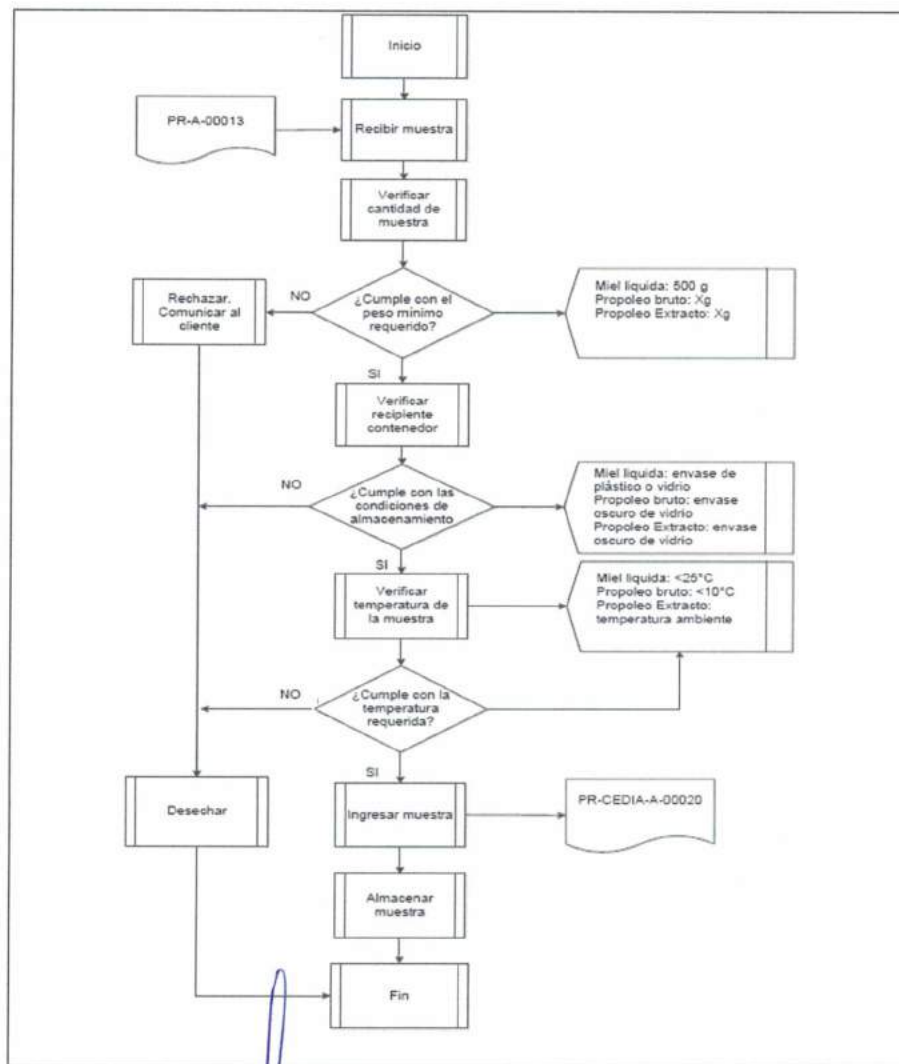 Inicio
PR-A-00013
Recibir muestra
Verificar
cantidad de
muestra
Rechazar.
Comunicar al
cliente
NO
¿Cumple con el
peso mínimo
requerido?
Miel liquida: 500 g
Propoleo bruto: Xg
Propoleo Extracto: Xg
SI
Verificar
recipiente
contenedor
NO
¿Cumple con las
condiciones de
almacenamiento
Miel liquida: envase de
plástico o vidrio
Propoleo bruto: envase
oscuro de vidrio
Propoleo Extracto: envase
oscuro de vidrio
SI
Verificar
temperatura de
la muestra
Miel liquida: <25°C
Propoleo bruto: <10°C
Propoleo Extracto:
temperatura ambiente
NO
¿Cumple con la
temperatura
requerida?
SI
Desechar
Ingresar muestra
PR-CEDIA-A-00020
Almacenar
muestra
Fin